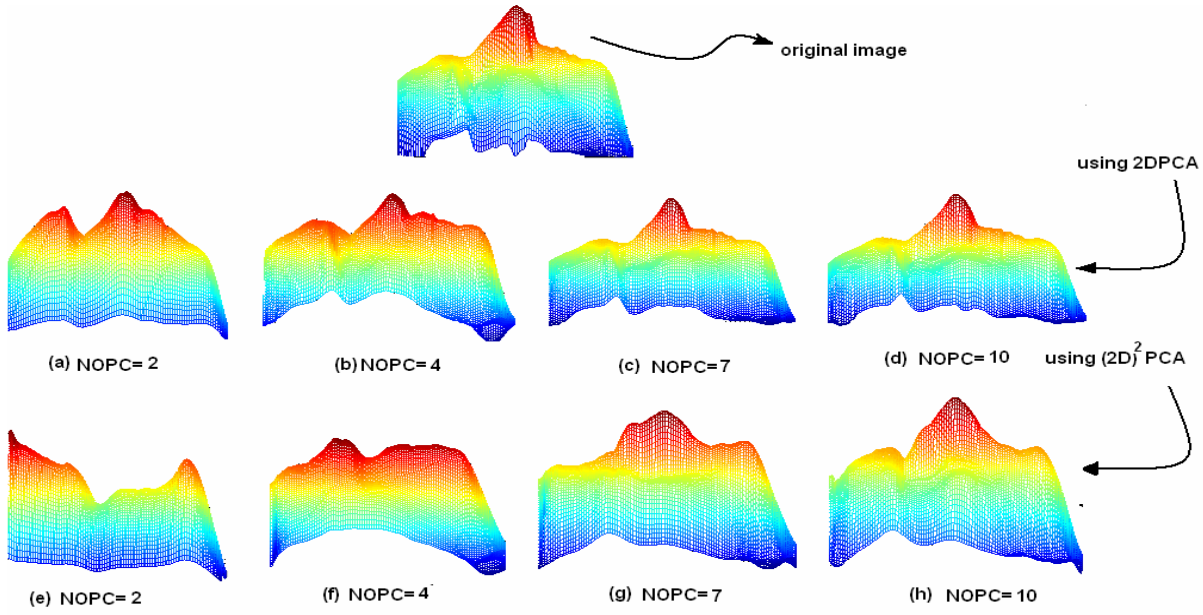 original image
using 2DPCA
(a) NOPC= 2
(b) NOPC= 4
(c) NOPC= 7
(d) NOPC= 10
using (2D)² PCA
(e) NOPC= 2
(f) NOPC= 4
(g) NOPC= 7
(h) NOPC= 10